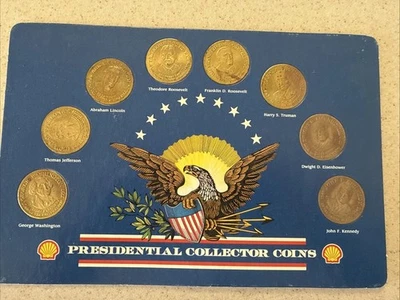 George Washington
Thomas Jefferson
Abraham Lincoln
Theodore Roosevelt
Franklin D. Roosevelt
Harry S. Truman
Dwight D. Eisenhower
John F. Kennedy
PRESIDENTIAL COLLECTOR COINS